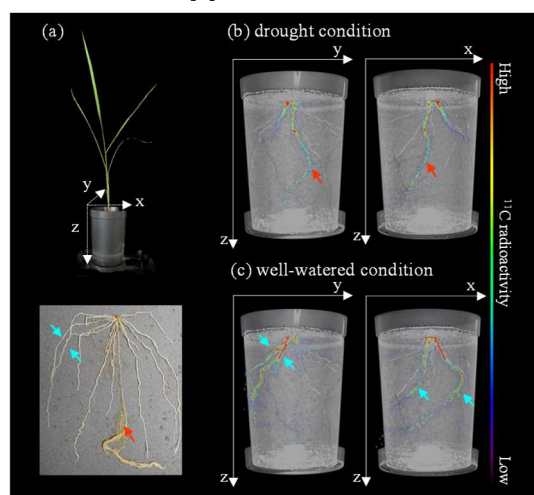 (a)
y
x
z
(b) drought condition
y
x
z
z
(c) well-watered condition
y
x
z
z
High
¹¹C radioactivity
Low